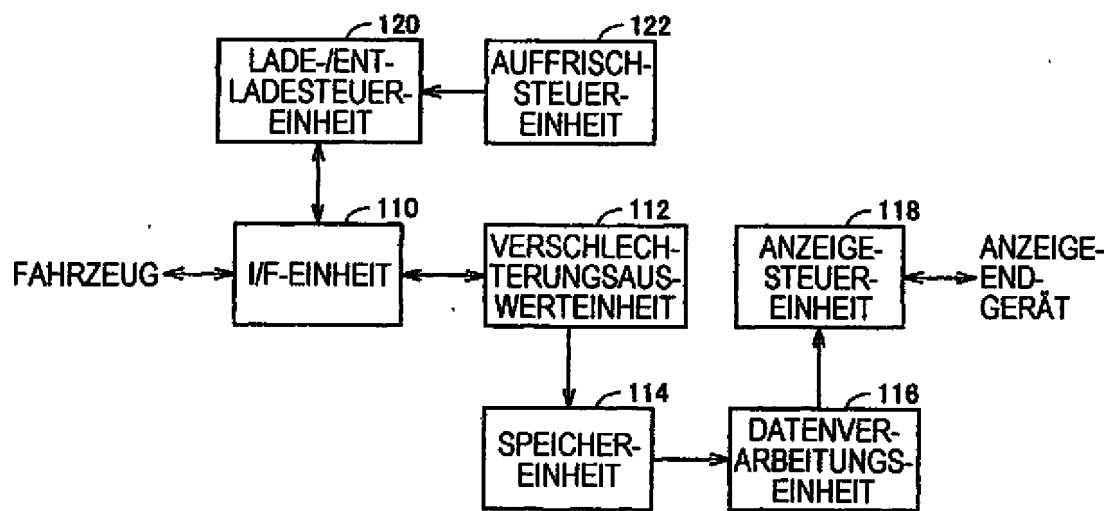 120
LADE-/ENT-
LADESTEUER-
EINHEIT
122
AUFFRISCH-
STEUER-
EINHEIT
FAHRZEUG
110
I/F-EINHEIT
112
VERSCHLECH-
TERUNGSAUS-
WERTEINHEIT
118
ANZEIGE-
STEUER-
EINHEIT
ANZEIGE-
END-
GERÄT
114
SPEICHER-
EINHEIT
116
DATENVER-
ARBEITUNGS-
EINHEIT